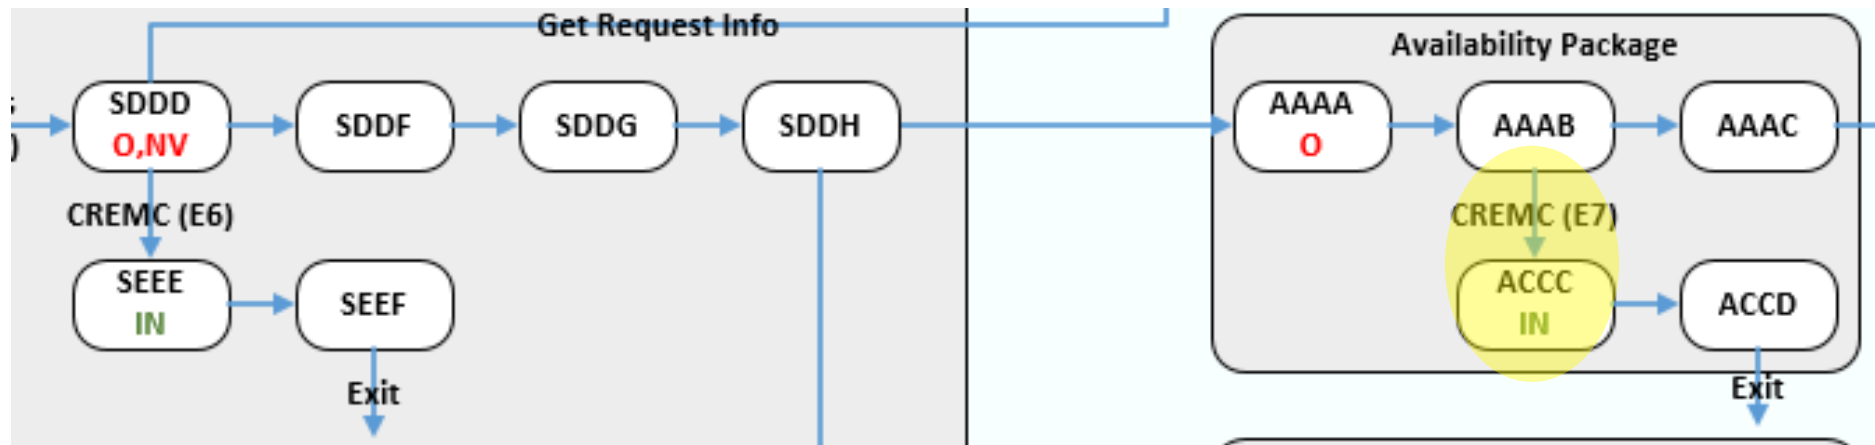 Get Request Info
Availability Package
SDDD
O,NV
SDDF
SDDG
SDDH
AAAA
O
AAAB
AAAC
)
CREMC (E6)
CREMC (E7)
SEEE
IN
SEEF
ACCC
IN
ACCD
Exit
Exit